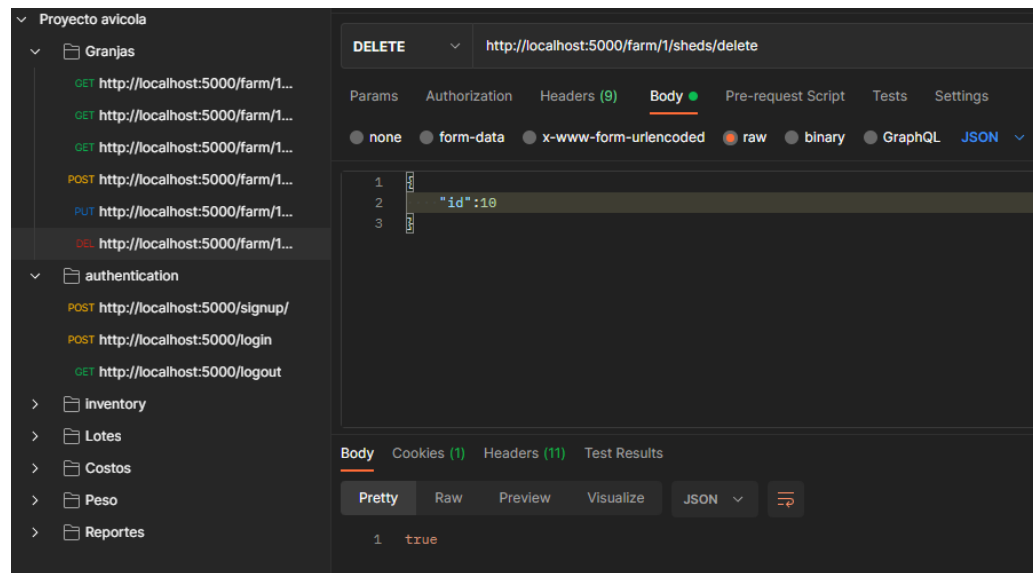 Proyecto avicola
Granjas
GET http://localhost:5000/farm/1...
GET http://localhost:5000/farm/1...
GET http://localhost:5000/farm/1...
POST http://localhost:5000/farm/1...
PUT http://localhost:5000/farm/1...
DEL http://localhost:5000/farm/1...
authentication
POST http://localhost:5000/signup/
POST http://localhost:5000/login
GET http://localhost:5000/logout
inventory
Lotes
Costos
Peso
Reportes
DELETE http://localhost:5000/farm/1/sheds/delete
Params Authorization Headers (9) Body Pre-request Script Tests Settings
none form-data x-www-form-urlencoded raw binary GraphQL JSON
1 {
2 "id":10
3 }
Body Cookies (1) Headers (11) Test Results
Pretty Raw Preview Visualize JSON
1 true